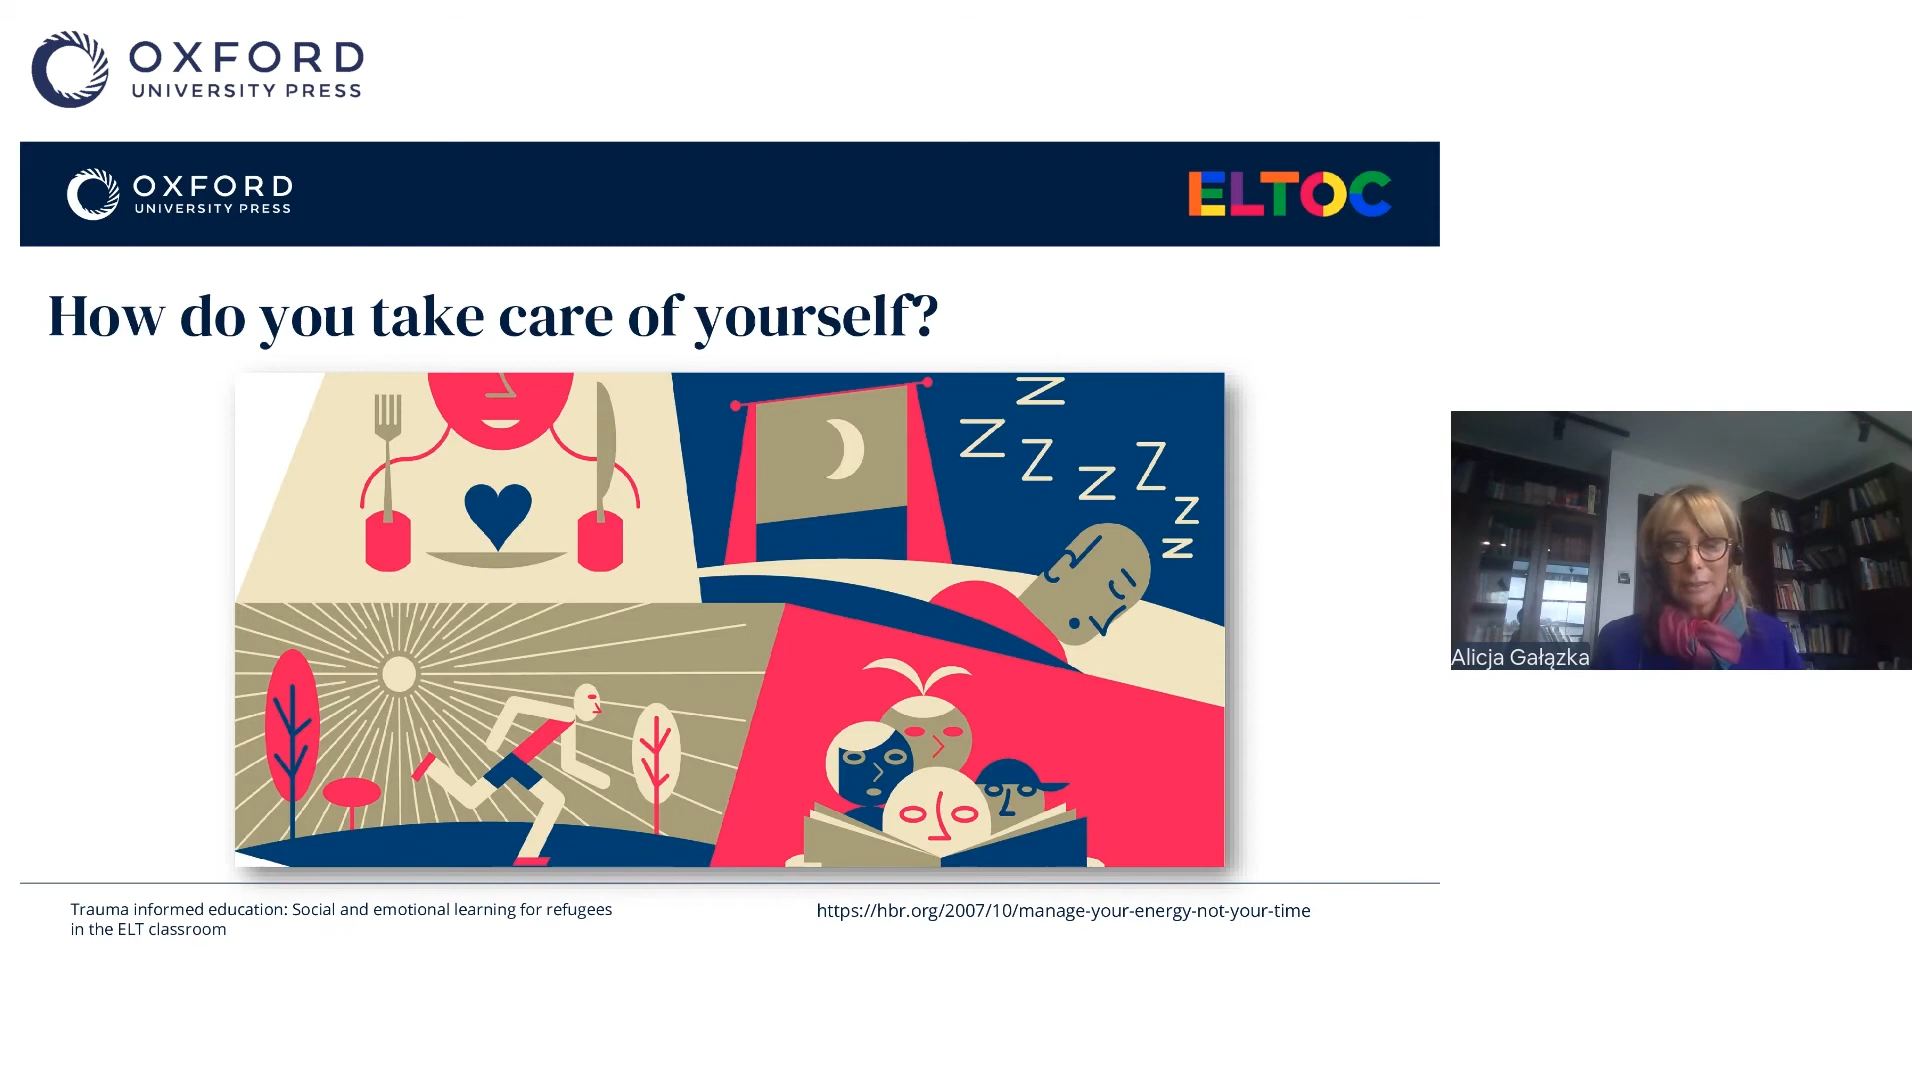 OXFORD
UNIVERSITY PRESS
OXFORD
UNIVERSITY PRESS
ELTOC
How do you take care of yourself?
Z
Z
Z
Z
Z
Z
Z
Alicja Gałązka
Trauma informed education: Social and emotional learning for refugees
in the ELT classroom
https://hbr.org/2007/10/manage-your-energy-not-your-time